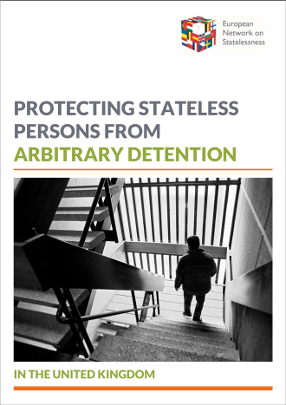 European
Network on
Statelessness
PROTECTING STATELESS
PERSONS FROM
ARBITRARY DETENTION
IN THE UNITED KINGDOM